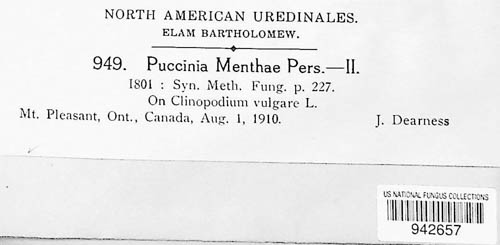 NORTH AMERICAN UREDINALES.
ELAM BARTHOLOMEW.
949. Puccinia Menthae Pers.—II.
1801 : Syn. Meth. Fung. p. 227.
On Clinopodium vulgare L.
Mt. Pleasant, Ont., Canada, Aug. 1, 1910. J. Dearness
US NATIONAL FUNGUS COLLECTIONS
942657